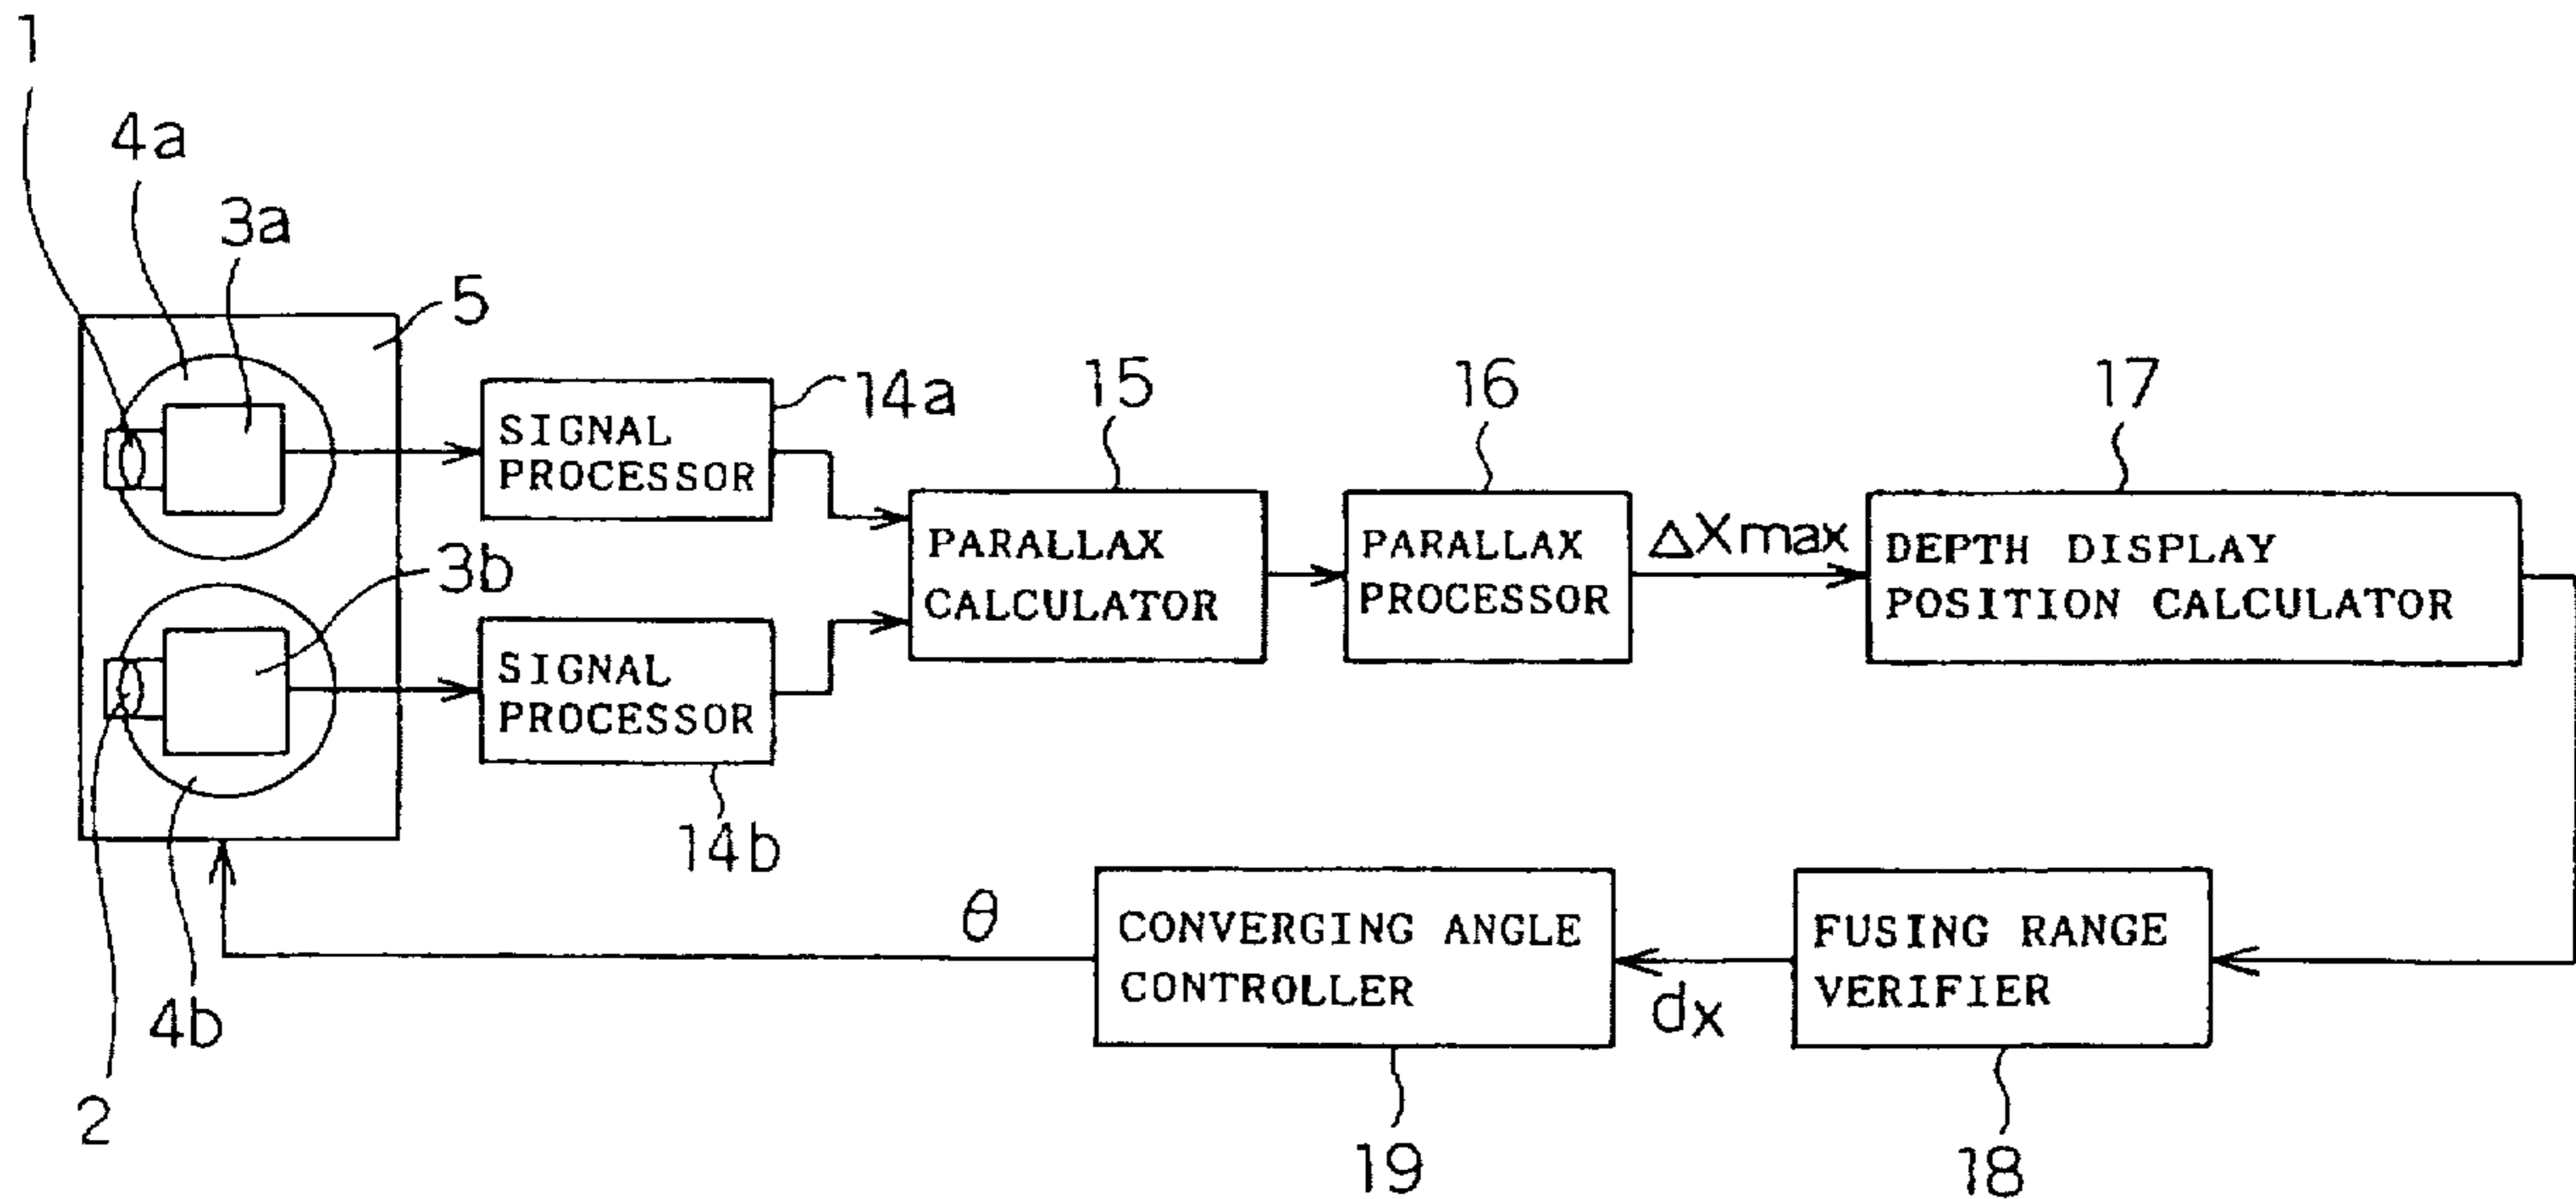 1
4a
3a
5
SIGNAL
PROCESSOR
14a
15
16
17
PARALLAX
CALCULATOR
PARALLAX
PROCESSOR
ΔXmax
DEPTH DISPLAY
POSITION CALCULATOR
3b
SIGNAL
PROCESSOR
14b
θ
CONVERGING ANGLE
CONTROLLER
dx
FUSING RANGE
VERIFIER
4b
2
19
18